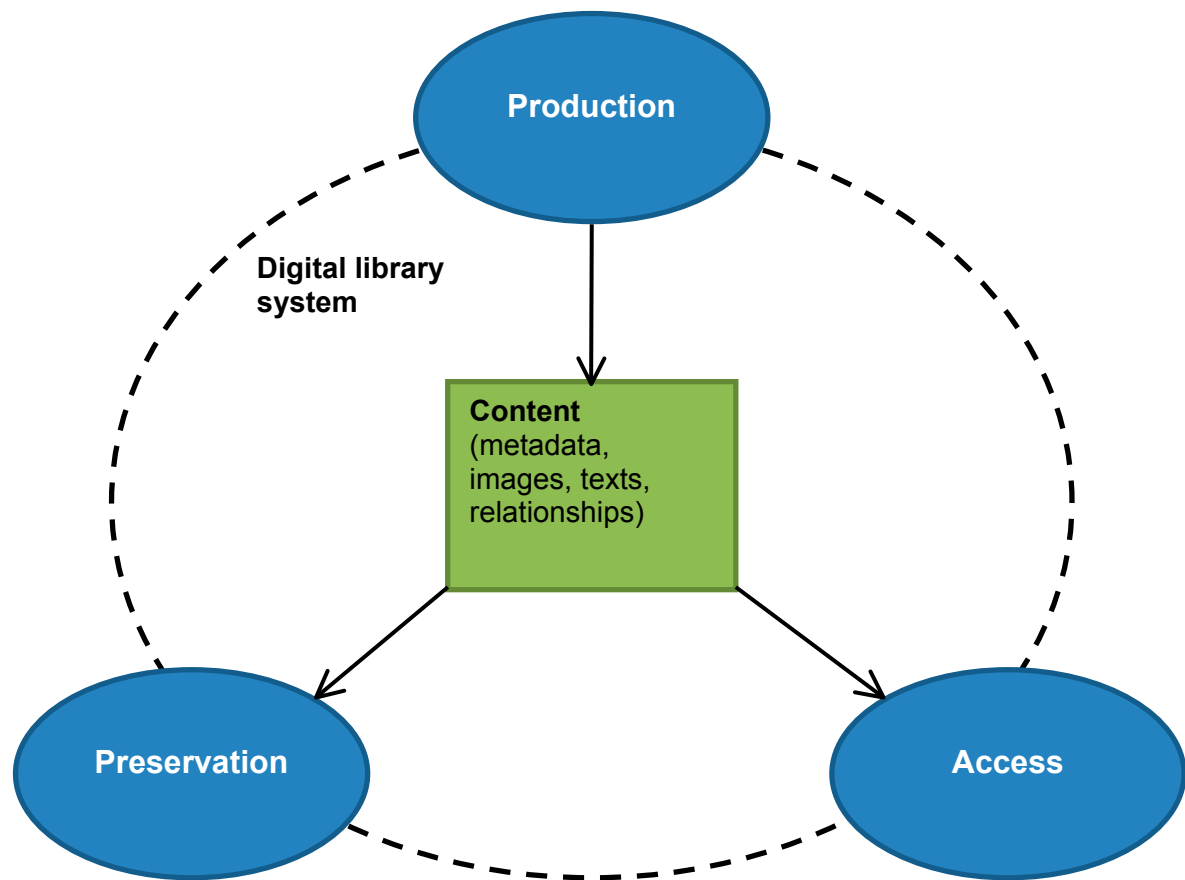 Production
Digital library
system
Content
(metadata,
images, texts,
relationships)
Preservation
Access